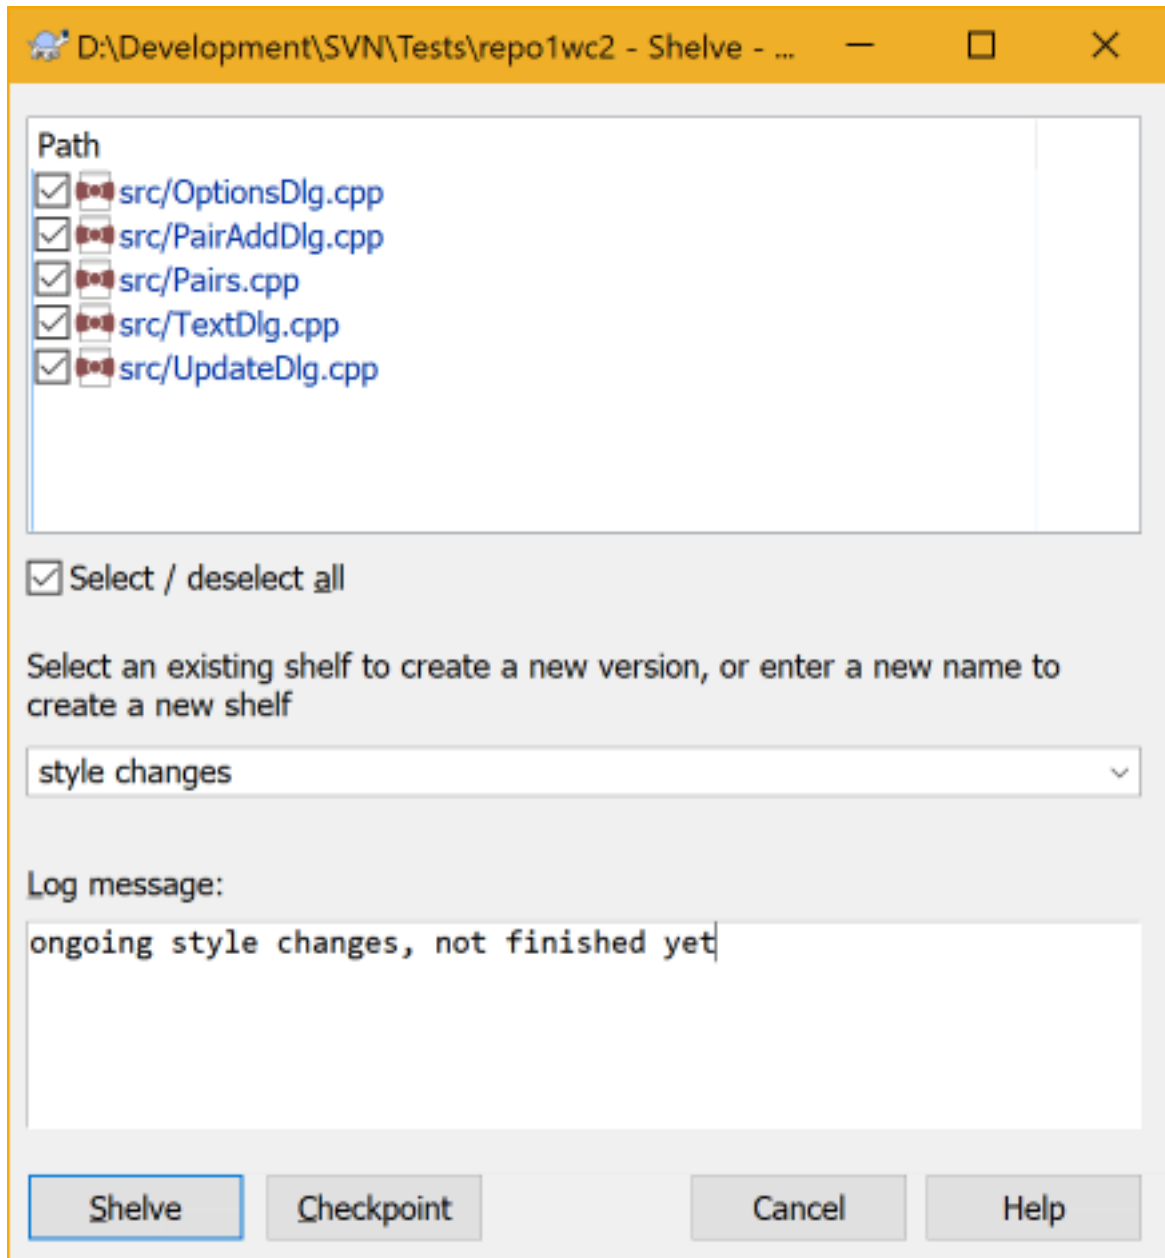 D:\Development\SVN\Tests\repo1wc2 - Shelve - ...
Path
src/OptionsDlg.cpp
src/PairAddDlg.cpp
src/Pairs.cpp
src/TextDlg.cpp
src/UpdateDlg.cpp
Select / deselect all
Select an existing shelf to create a new version, or enter a new name to
create a new shelf
style changes
Log message:
ongoing style changes, not finished yet
Shelve Checkpoint Cancel Help